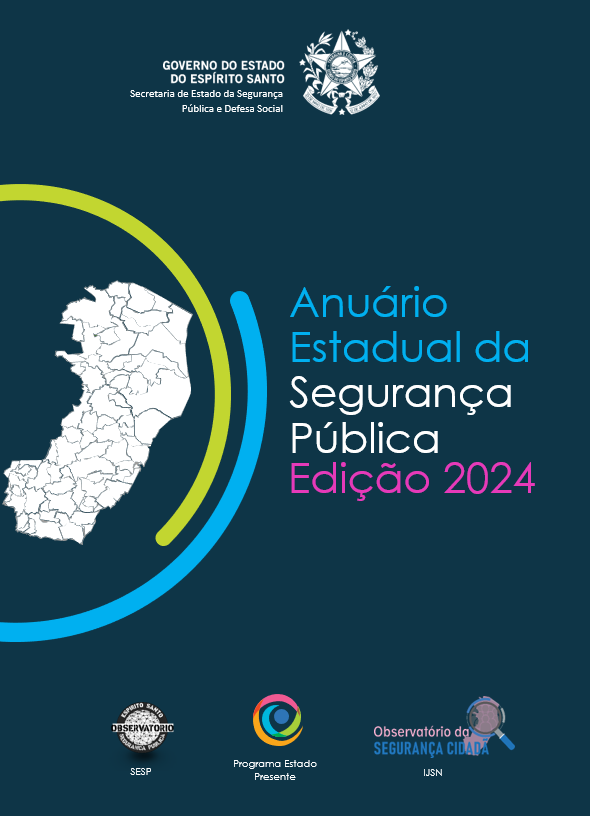 GOVERNO DO ESTADO
DO ESPÍRITO SANTO
Secretaria de Estado da Segurança
Pública e Defesa Social
Anuário
Estadual da
Segurança
Pública
Edição 2024
ESPÍRITO SANTO
OBSERVATÓRIO
SEGURANÇA PÚBLICA
SESP
Programa Estado
Presente
Observatório da
SEGURANÇA CIDADÃ
IJSN